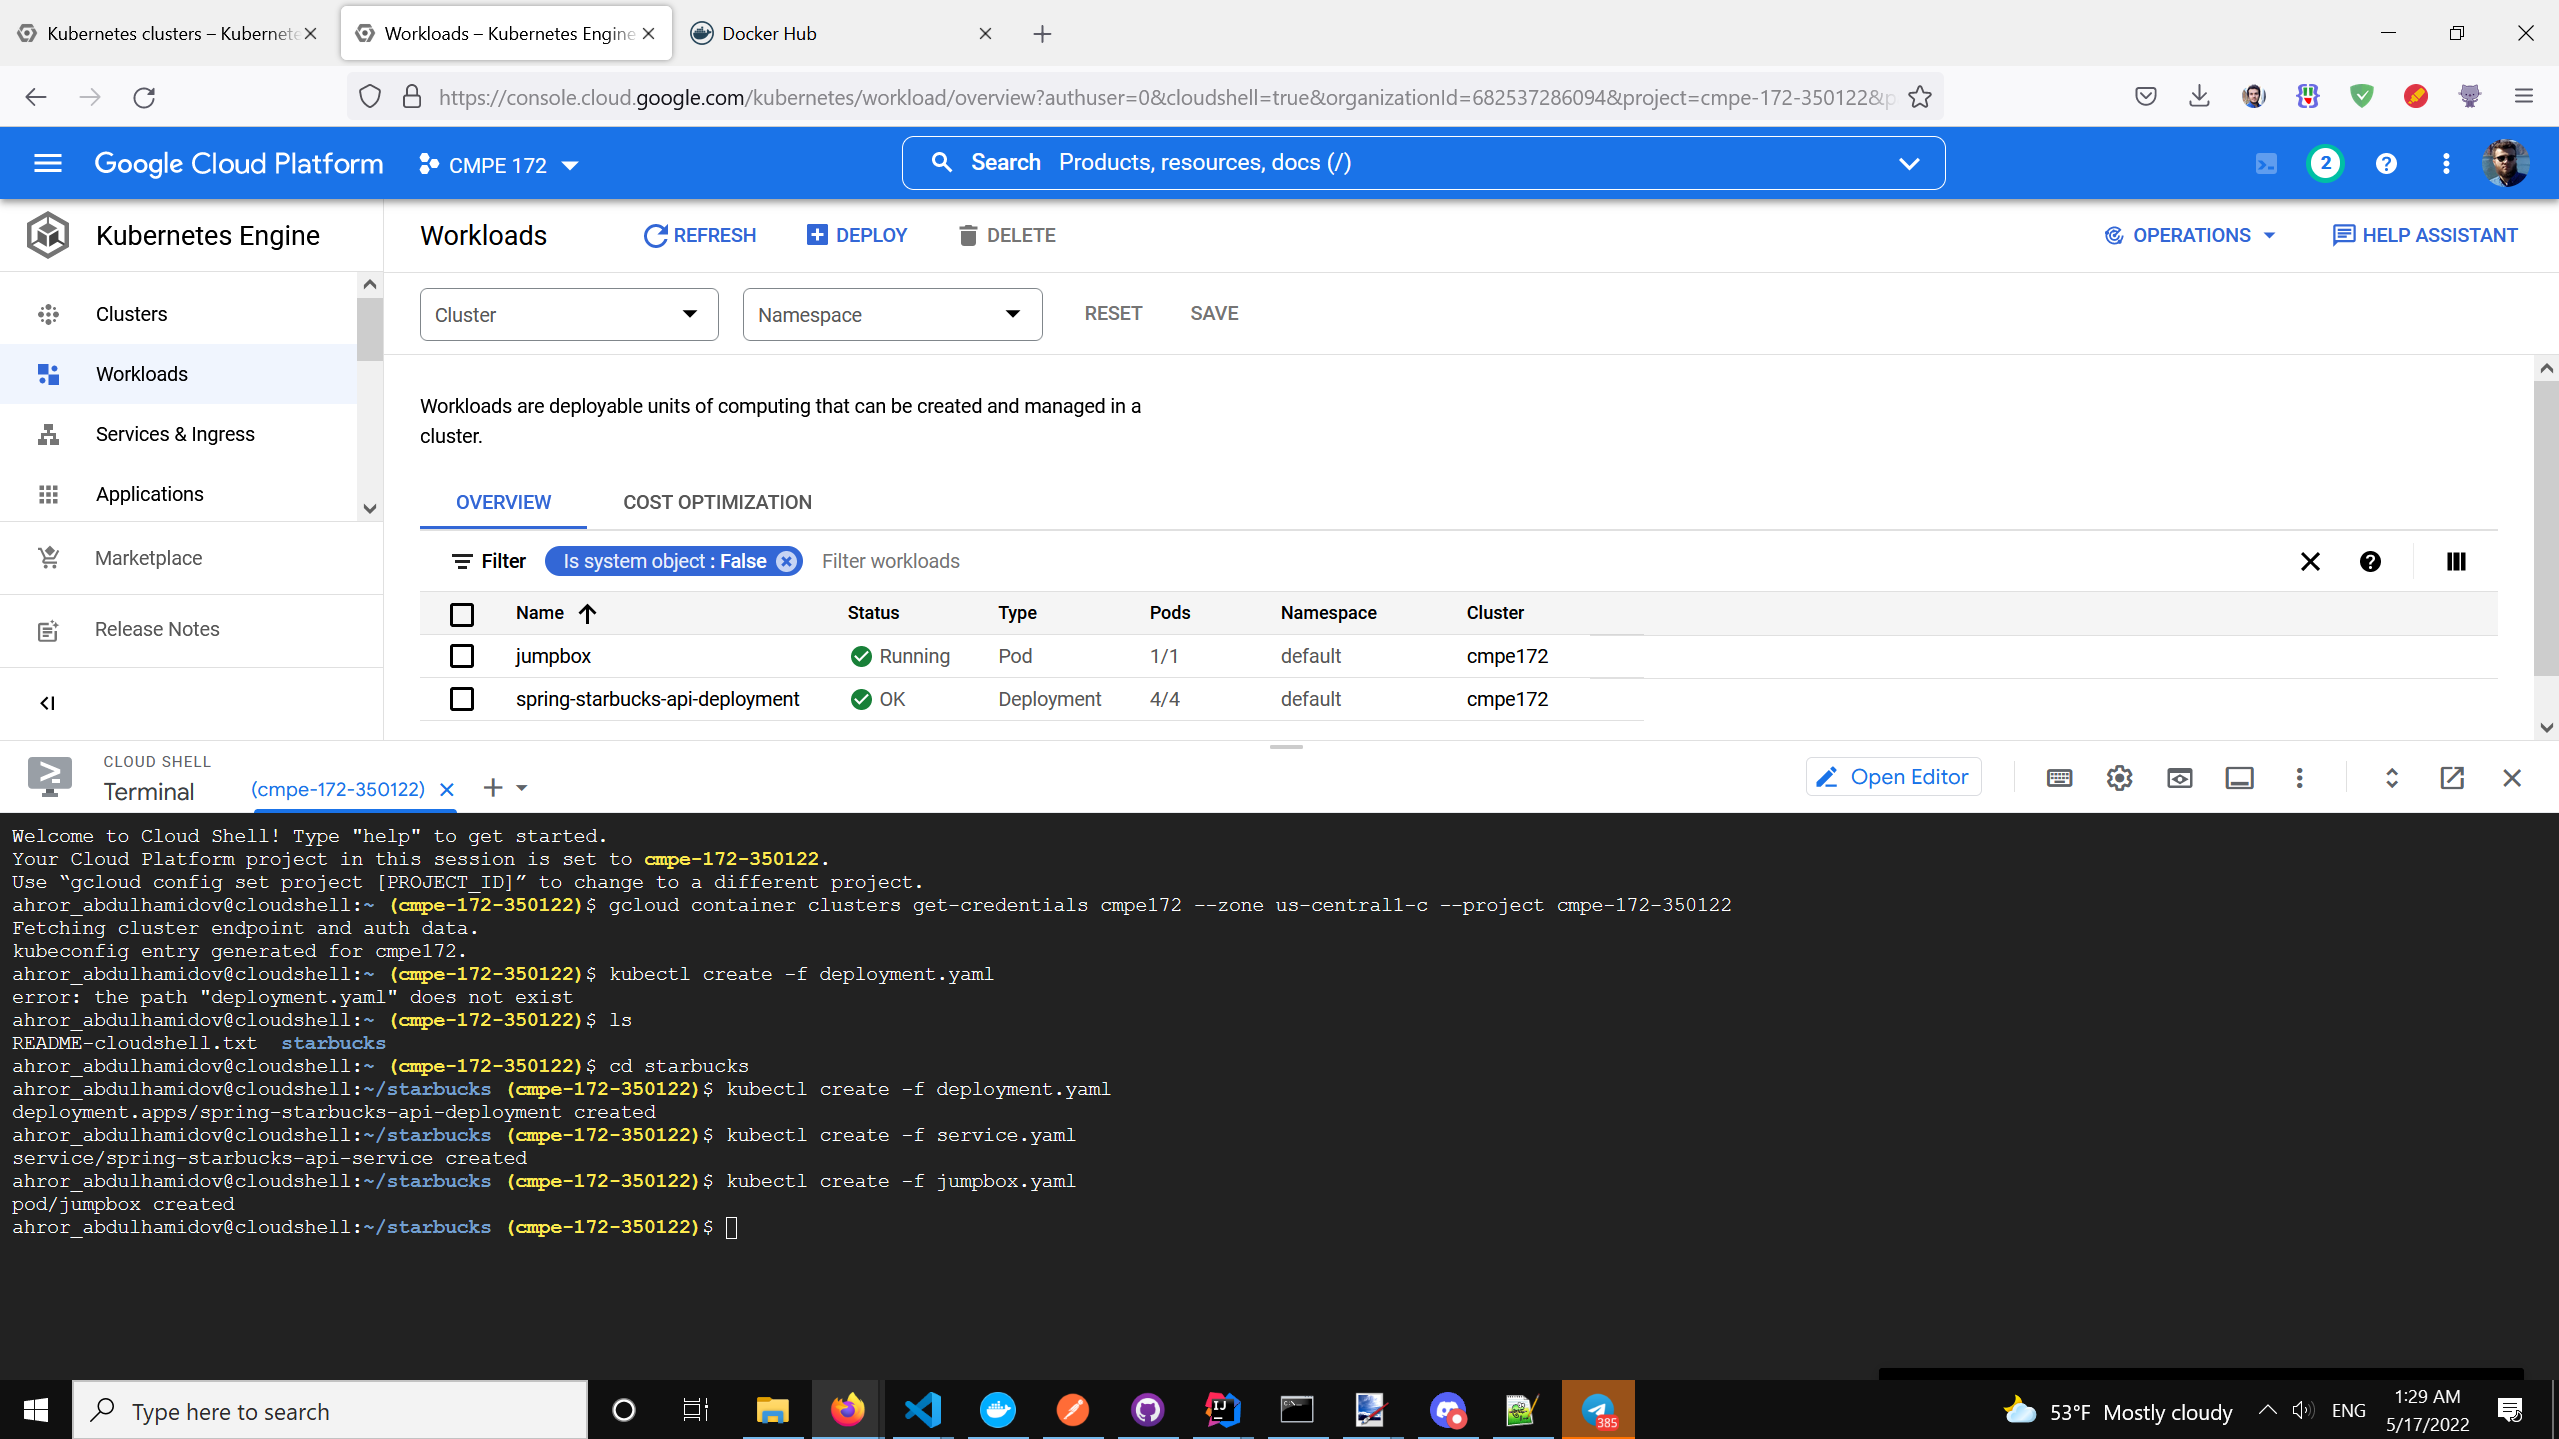 Kubernetes clusters – Kubernete
Workloads – Kubernetes Engine
Docker Hub
https://console.cloud.google.com/kubernetes/workload/overview?authuser=0&cloudshell=true&organizationId=682537286094&project=cmpe-172-350122&p
Google Cloud Platform
CMPE 172
Search Products, resources, docs (/)
2
Kubernetes Engine
Workloads
REFRESH
DEPLOY
DELETE
OPERATIONS
HELP ASSISTANT
Clusters
Workloads
Services & Ingress
Applications
Marketplace
Release Notes
Cluster
Namespace
RESET
SAVE
Workloads are deployable units of computing that can be created and managed in a
cluster.
OVERVIEW
COST OPTIMIZATION
Filter
Is system object : False
Filter workloads
Name Status Type Pods Namespace Cluster
jumpbox Running Pod 1/1 default cmpe172
spring-starbucks-api-deployment OK Deployment 4/4 default cmpe172
CLOUD SHELL
Terminal
(cmpe-172-350122)
Open Editor
Welcome to Cloud Shell! Type "help" to get started.
Your Cloud Platform project in this session is set to cmpe-172-350122.
Use “gcloud config set project [PROJECT_ID]” to change to a different project.
ahror_abdulhamidov@cloudshell:~ (cmpe-172-350122)$ gcloud container clusters get-credentials cmpe172 --zone us-central1-c --project cmpe-172-350122
Fetching cluster endpoint and auth data.
kubeconfig entry generated for cmpe172.
ahror_abdulhamidov@cloudshell:~ (cmpe-172-350122)$ kubectl create -f deployment.yaml
error: the path "deployment.yaml" does not exist
ahror_abdulhamidov@cloudshell:~ (cmpe-172-350122)$ ls
README-cloudshell.txt starbucks
ahror_abdulhamidov@cloudshell:~ (cmpe-172-350122)$ cd starbucks
ahror_abdulhamidov@cloudshell:~/starbucks (cmpe-172-350122)$ kubectl create -f deployment.yaml
deployment.apps/spring-starbucks-api-deployment created
ahror_abdulhamidov@cloudshell:~/starbucks (cmpe-172-350122)$ kubectl create -f service.yaml
service/spring-starbucks-api-service created
ahror_abdulhamidov@cloudshell:~/starbucks (cmpe-172-350122)$ kubectl create -f jumpbox.yaml
pod/jumpbox created
ahror_abdulhamidov@cloudshell:~/starbucks (cmpe-172-350122)$
Type here to search
IJ
385
53°F Mostly cloudy
ENG
1:29 AM
5/17/2022